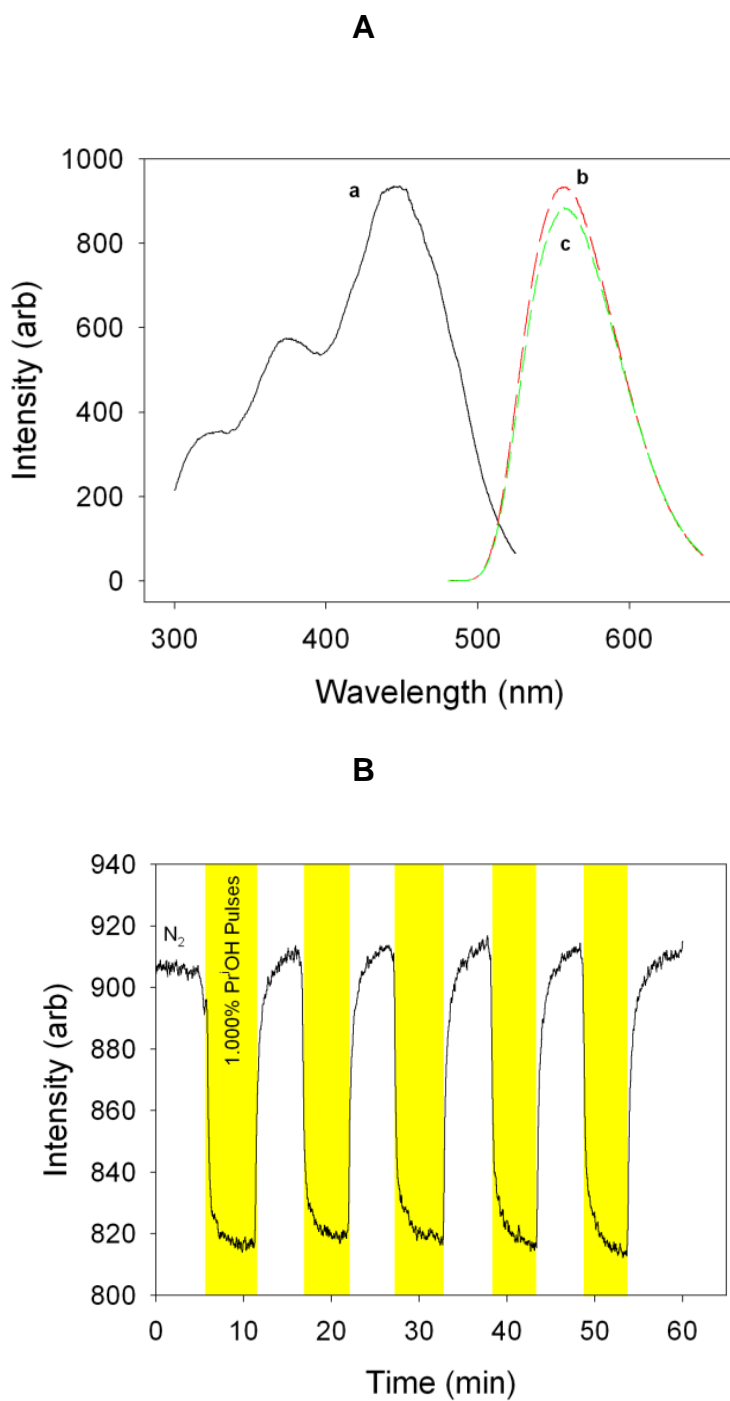 A
1000
800
600
400
200
0
Intensity (arb)
a
b
c
300 400 500 600
Wavelength (nm)
B
940
920
900
880
860
840
820
800
Intensity (arb)
N₂
1.000% PrⁱOH Pulses
0 10 20 30 40 50 60
Time (min)